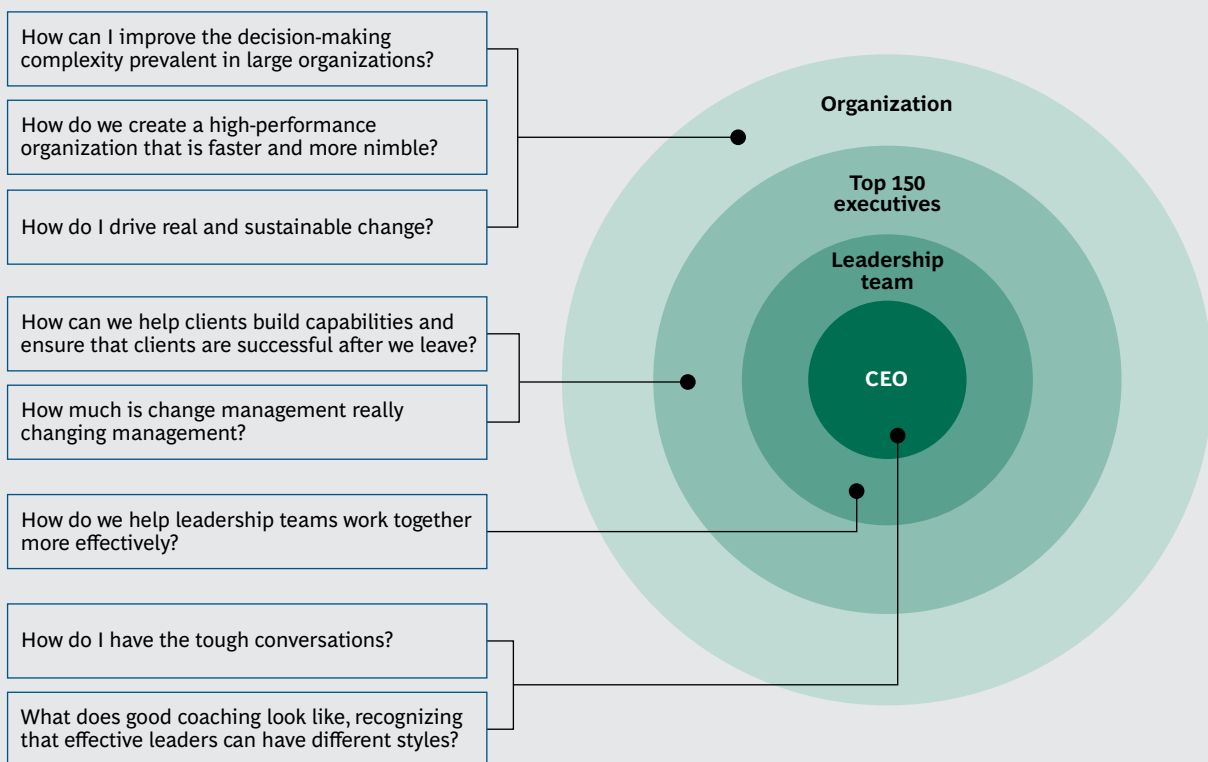 How can I improve the decision-making
complexity prevalent in large organizations?
How do we create a high-performance
organization that is faster and more nimble?
How do I drive real and sustainable change?
How can we help clients build capabilities and
ensure that clients are successful after we leave?
How much is change management really
changing management?
How do we help leadership teams work together
more effectively?
How do I have the tough conversations?
What does good coaching look like, recognizing
that effective leaders can have different styles?
Organization
Top 150
executives
Leadership
team
CEO